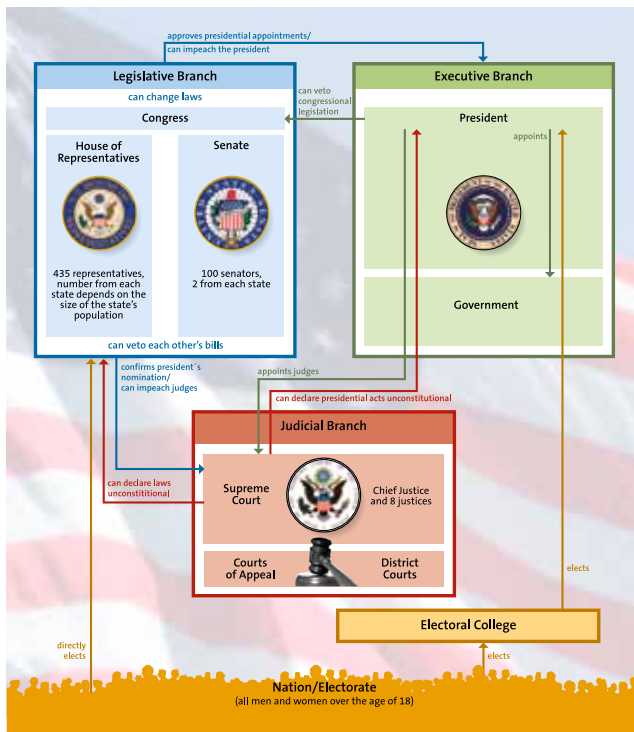 approves presidential appointments/
can impeach the president
Legislative Branch
can change laws
Congress
House of
Representatives
435 representatives,
number from each
state depends on the
size of the state's
population
Senate
100 senators,
2 from each state
can veto each other's bills
can veto
congressional
legislation
Executive Branch
President
appoints
Government
confirms president´s
nomination/
can impeach judges
appoints judges
can declare presidential acts unconstitutional
can declare laws
unconstititional
Judicial Branch
Supreme
Court
Chief Justice
and 8 justices
Courts
of Appeal
District
Courts
elects
Electoral College
directly
elects
elects
Nation/Electorate
(all men and women over the age of 18)